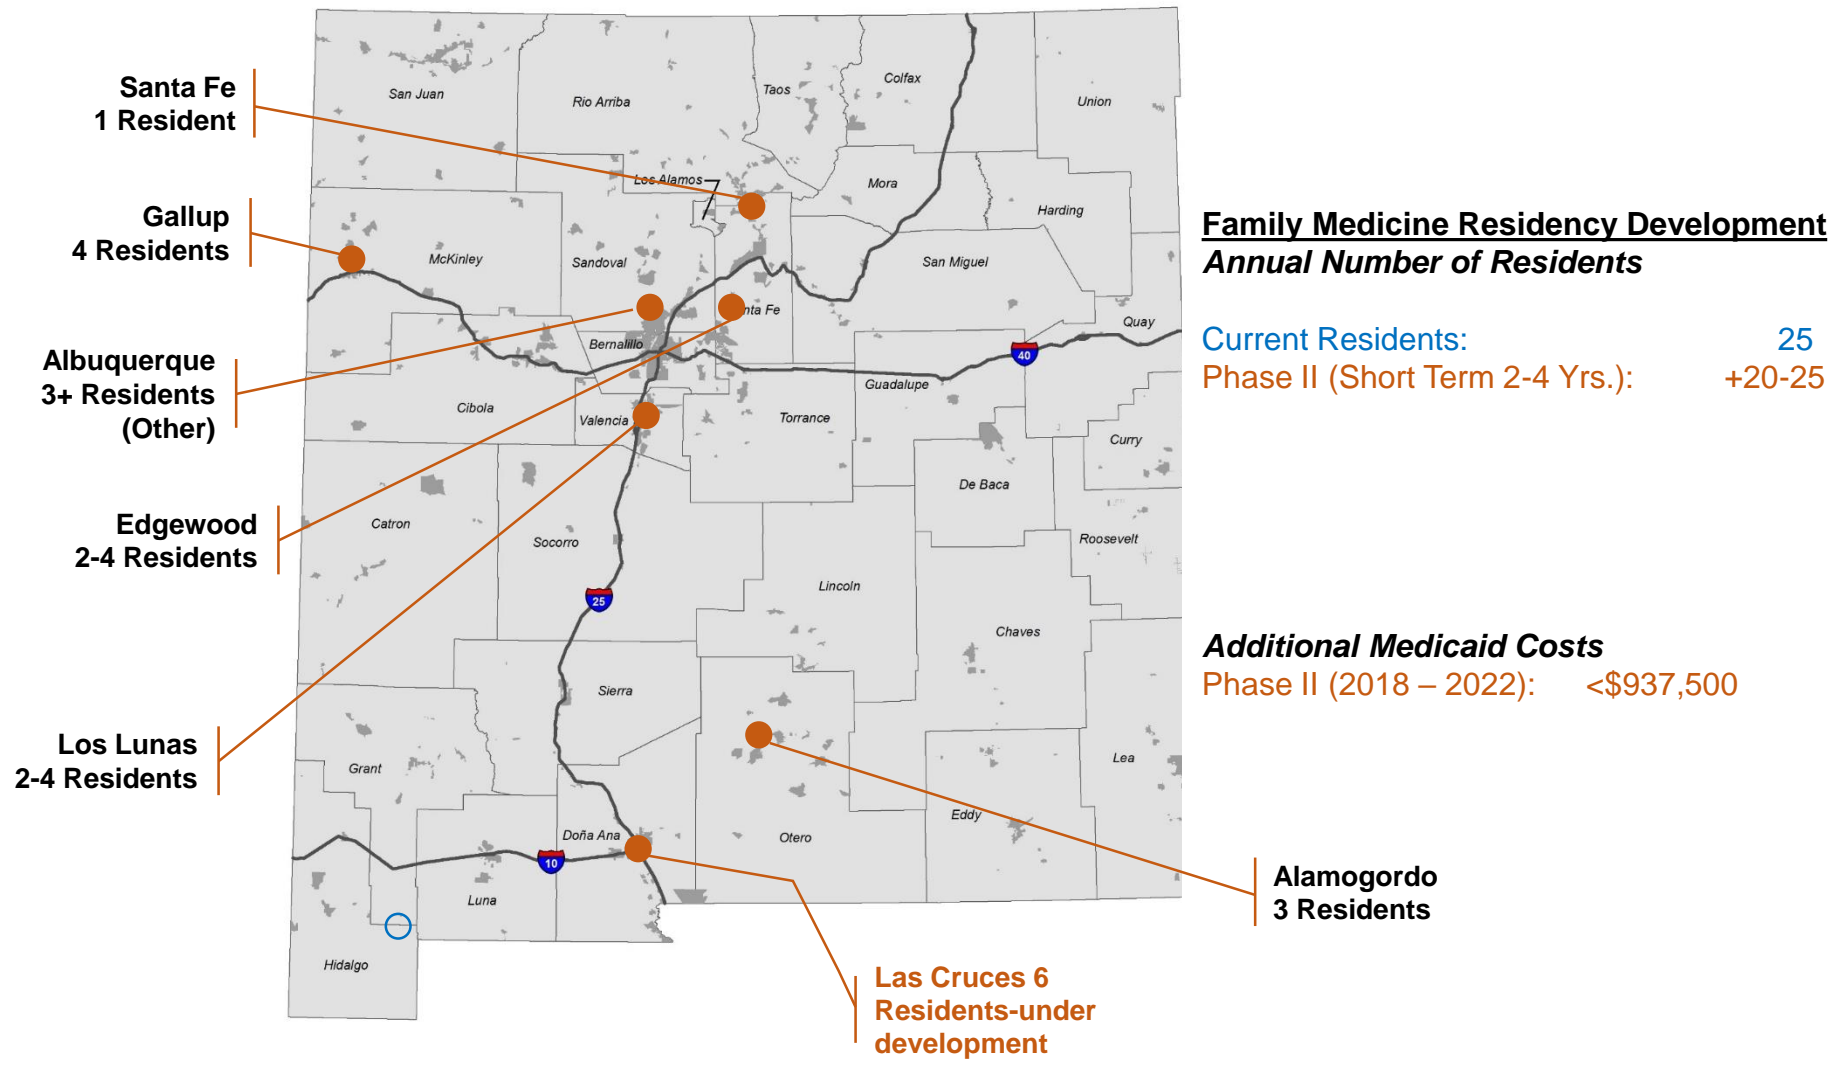 Santa Fe
1 Resident
Gallup
4 Residents
Albuquerque
3+ Residents
(Other)
Edgewood
2-4 Residents
Los Lunas
2-4 Residents
San Juan
Rio Arriba
Taos
Colfax
Union
Los Alamos
Mora
Harding
McKinley
Sandoval
San Miguel
nta Fe
Quay
Bernalillo
40
Guadalupe
Cibola
Valencia
Torrance
Curry
De Baca
Catron
Socorro
Roosevelt
Lincoln
25
Chaves
Sierra
Grant
Lea
Eddy
Doña Ana
Otero
10
Luna
Hidalgo
Family Medicine Residency Development
Annual Number of Residents
Current Residents: 25
Phase II (Short Term 2-4 Yrs.): +20-25
Additional Medicaid Costs
Phase II (2018 – 2022): <$937,500
Alamogordo
3 Residents
Las Cruces 6
Residents-under
development